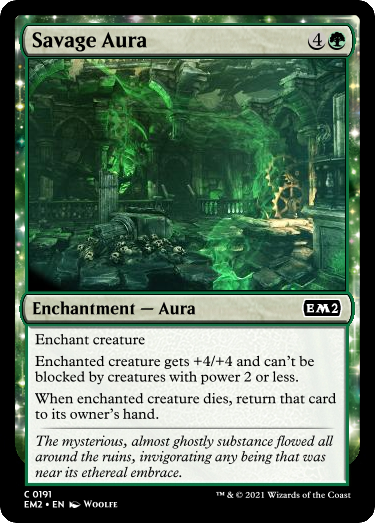 Savage Aura 4
Enchantment — Aura EM2
Enchant creature
Enchanted creature gets +4/+4 and can't be
blocked by creatures with power 2 or less.
When enchanted creature dies, return that card
to its owner's hand.
The mysterious, almost ghostly substance flowed all
around the ruins, invigorating any being that was
near its ethereal embrace.
C 0191
EM2 • EN WOOLFE
™ & © 2021 Wizards of the Coast